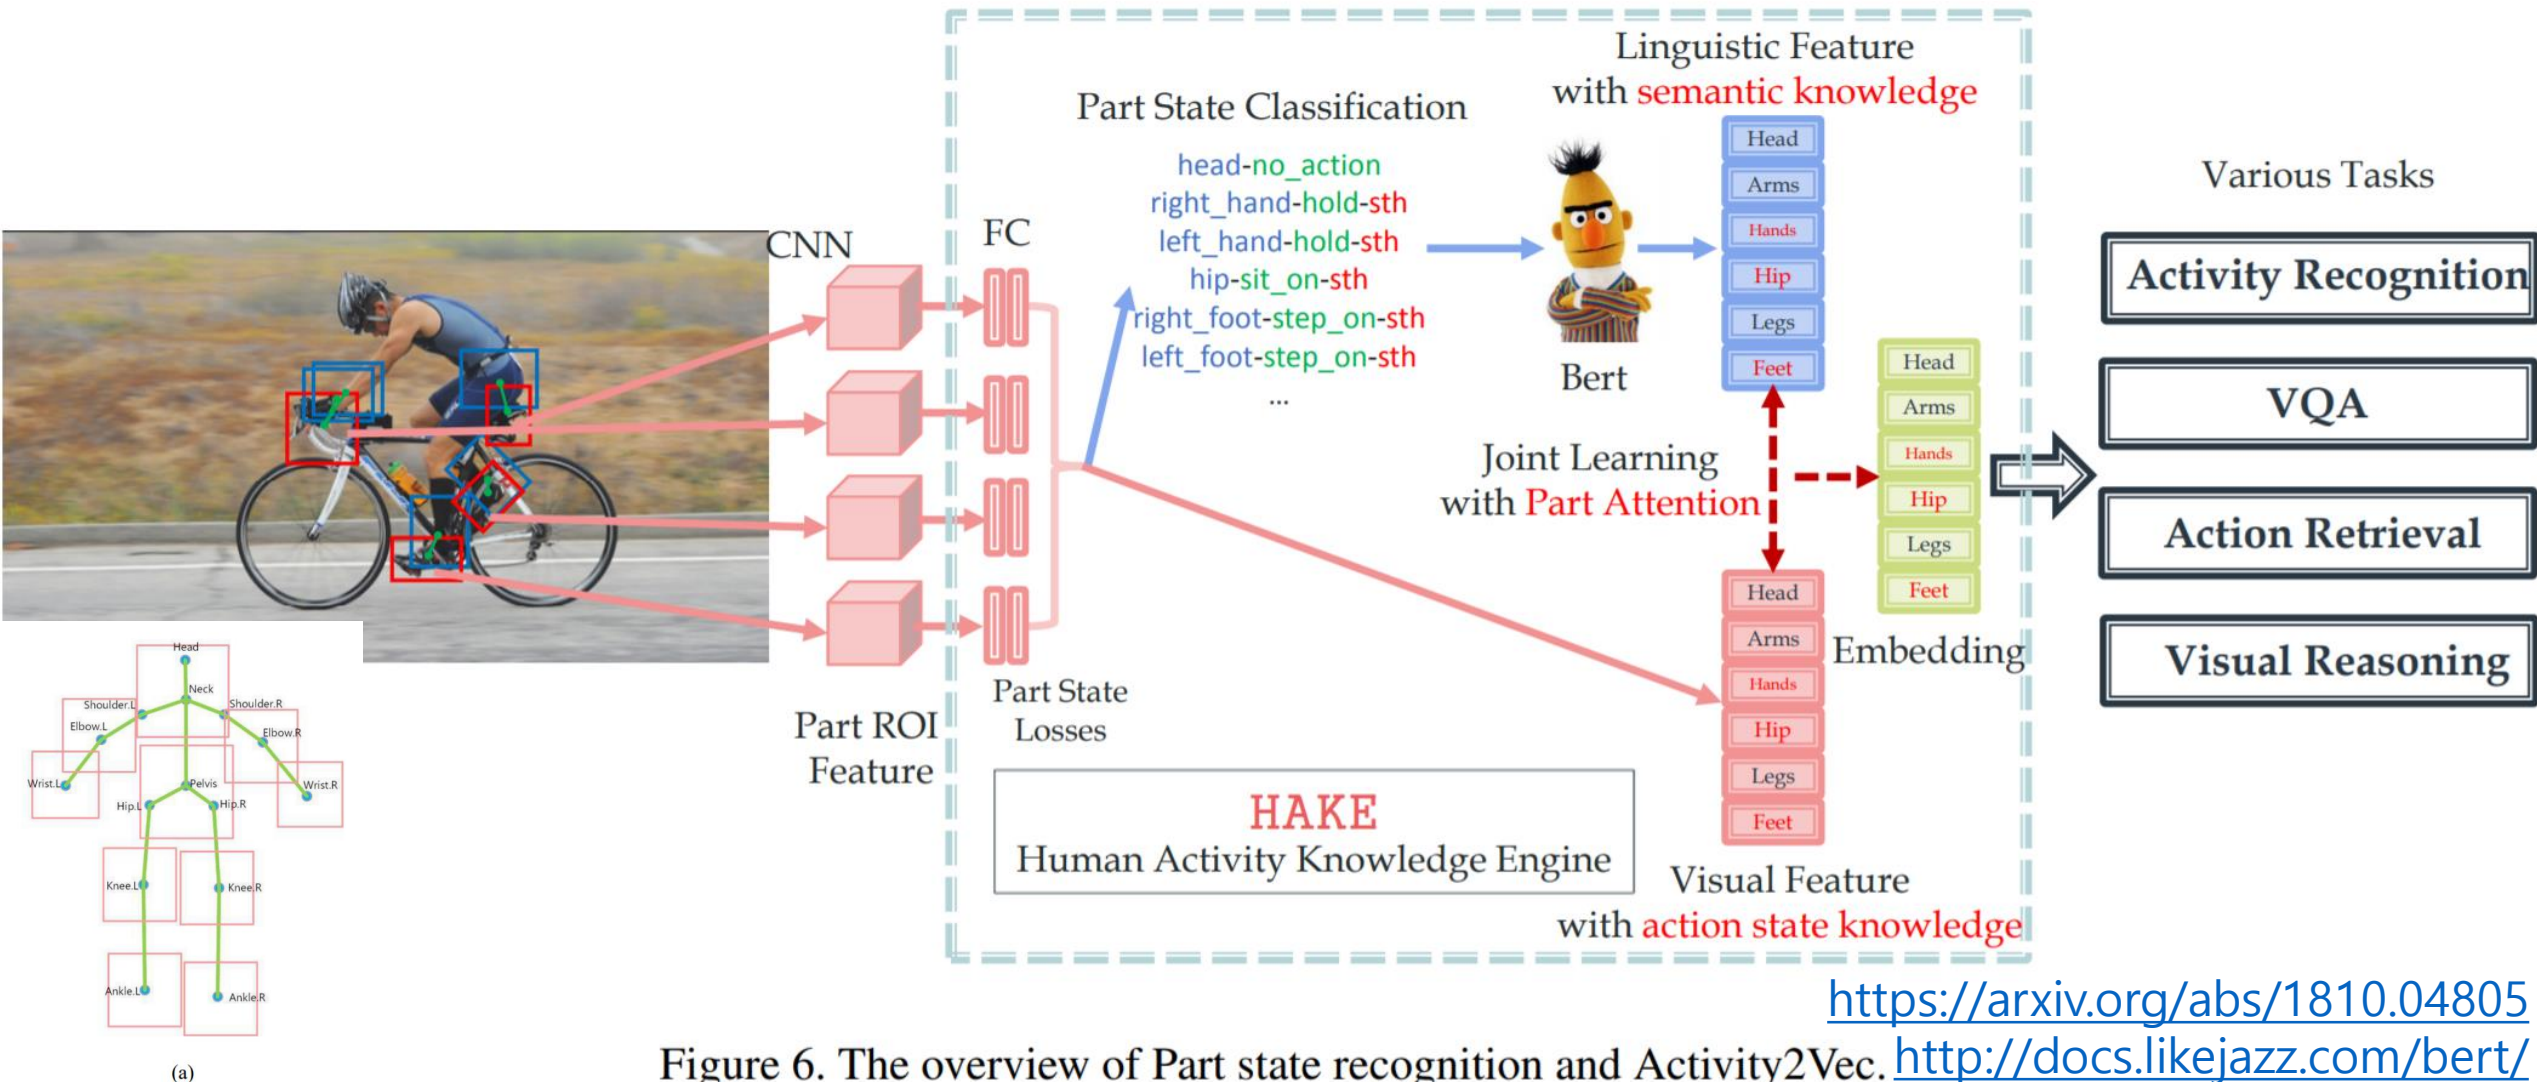 Linguistic Feature
with semantic knowledge
Part State Classification
head-no_action
right_hand-hold-sth
left_hand-hold-sth
hip-sit_on-sth
right_foot-step_on-sth
left_foot-step_on-sth
...
Bert
Head
Arms
Hands
Hip
Legs
Feet
CNN
FC
Part ROI
Feature
Part State
Losses
Joint Learning
with Part Attention
Head
Arms
Hands
Hip
Legs
Feet
Embedding
Head
Arms
Hands
Hip
Legs
Feet
Visual Feature
with action state knowledge
HAKE
Human Activity Knowledge Engine
Various Tasks
Activity Recognition
VQA
Action Retrieval
Visual Reasoning
Head
Neck
Shoulder.L
Shoulder.R
Elbow.L
Elbow.R
Wrist.L
Wrist.R
Pelvis
Hip.L
Hip.R
Knee.L
Knee.R
Ankle.L
Ankle.R
(a)
https://arxiv.org/abs/1810.04805
Figure 6. The overview of Part state recognition and Activity2Vec. http://docs.likejazz.com/bert/